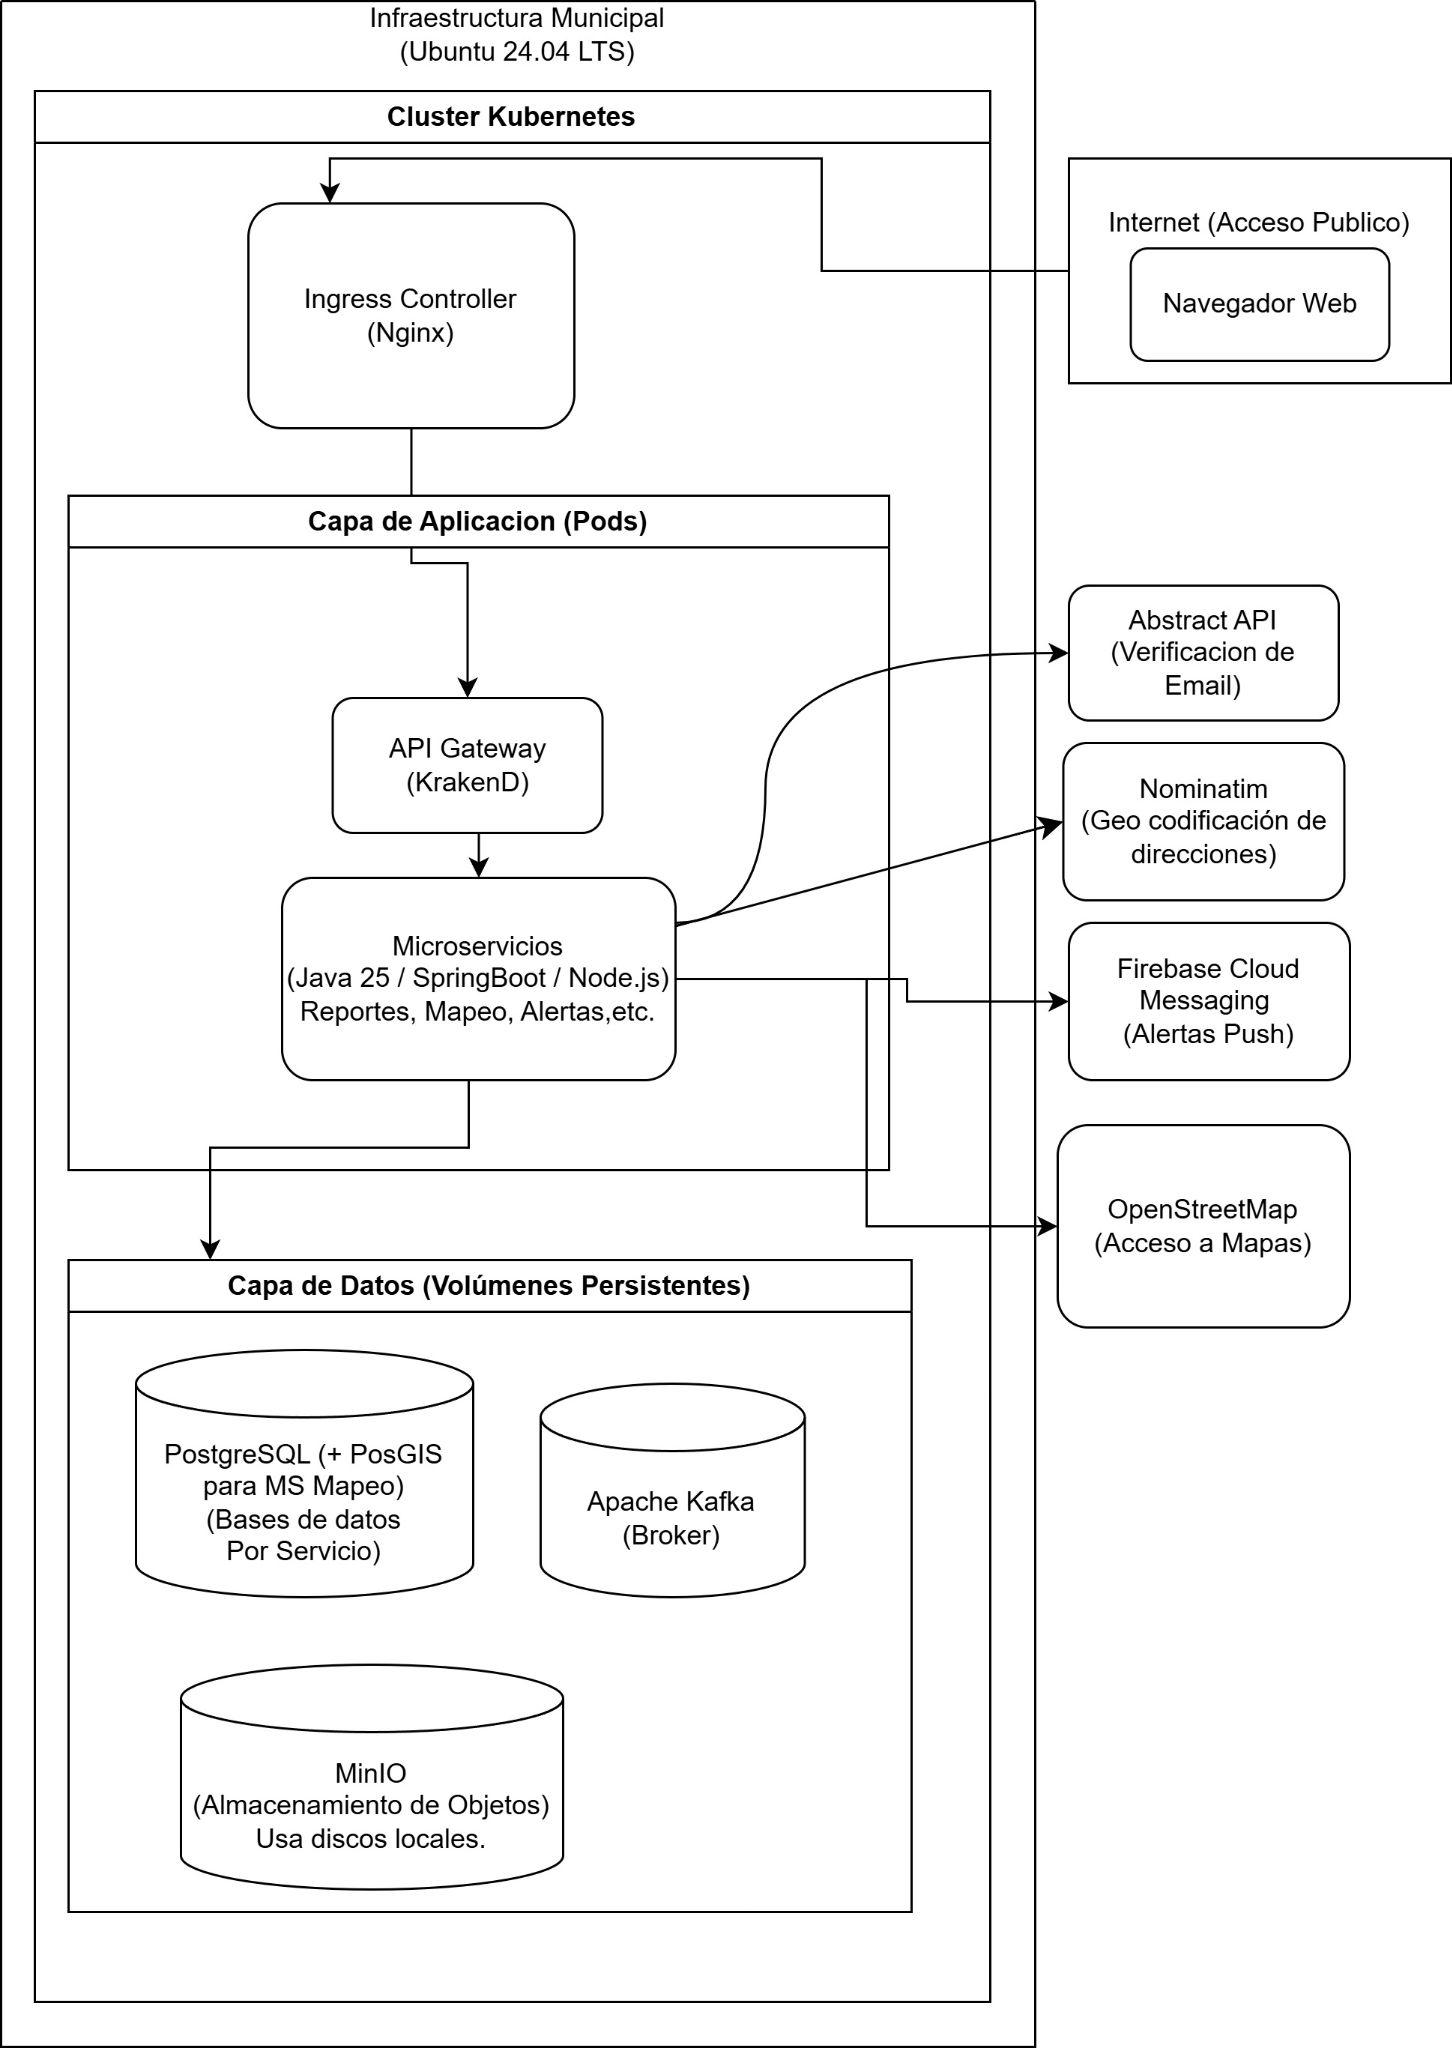 Infraestructura Municipal
(Ubuntu 24.04 LTS)
Cluster Kubernetes
Ingress Controller
(Nginx)
Internet (Acceso Publico)
Navegador Web
Capa de Aplicacion (Pods)
API Gateway
(KrakenD)
Microservicios
(Java 25 / SpringBoot / Node.js)
Reportes, Mapeo, Alertas,etc.
Abstract API
(Verificacion de
Email)
Nominatim
(Geo codificación de
direcciones)
Firebase Cloud
Messaging
(Alertas Push)
OpenStreetMap
(Acceso a Mapas)
Capa de Datos (Volúmenes Persistentes)
PostgreSQL (+ PosGIS
para MS Mapeo)
(Bases de datos
Por Servicio)
Apache Kafka
(Broker)
MinIO
(Almacenamiento de Objetos)
Usa discos locales.